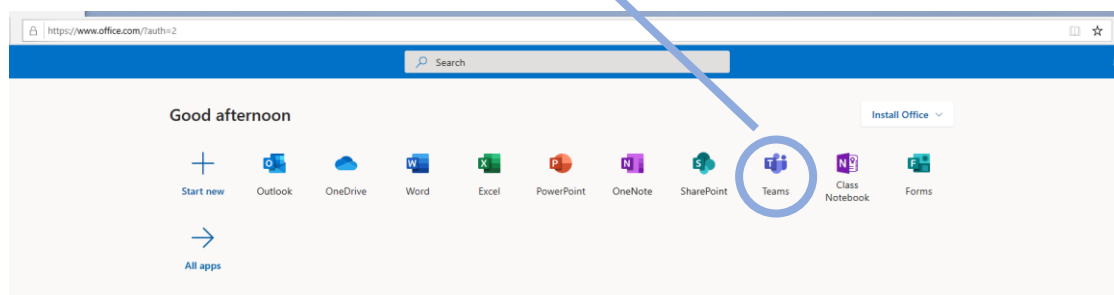 https://www.office.com/?auth=2
Search
Good afternoon
Install Office
Start new
Outlook
OneDrive
Word
Excel
PowerPoint
OneNote
SharePoint
Teams
Class
Notebook
Forms
All apps